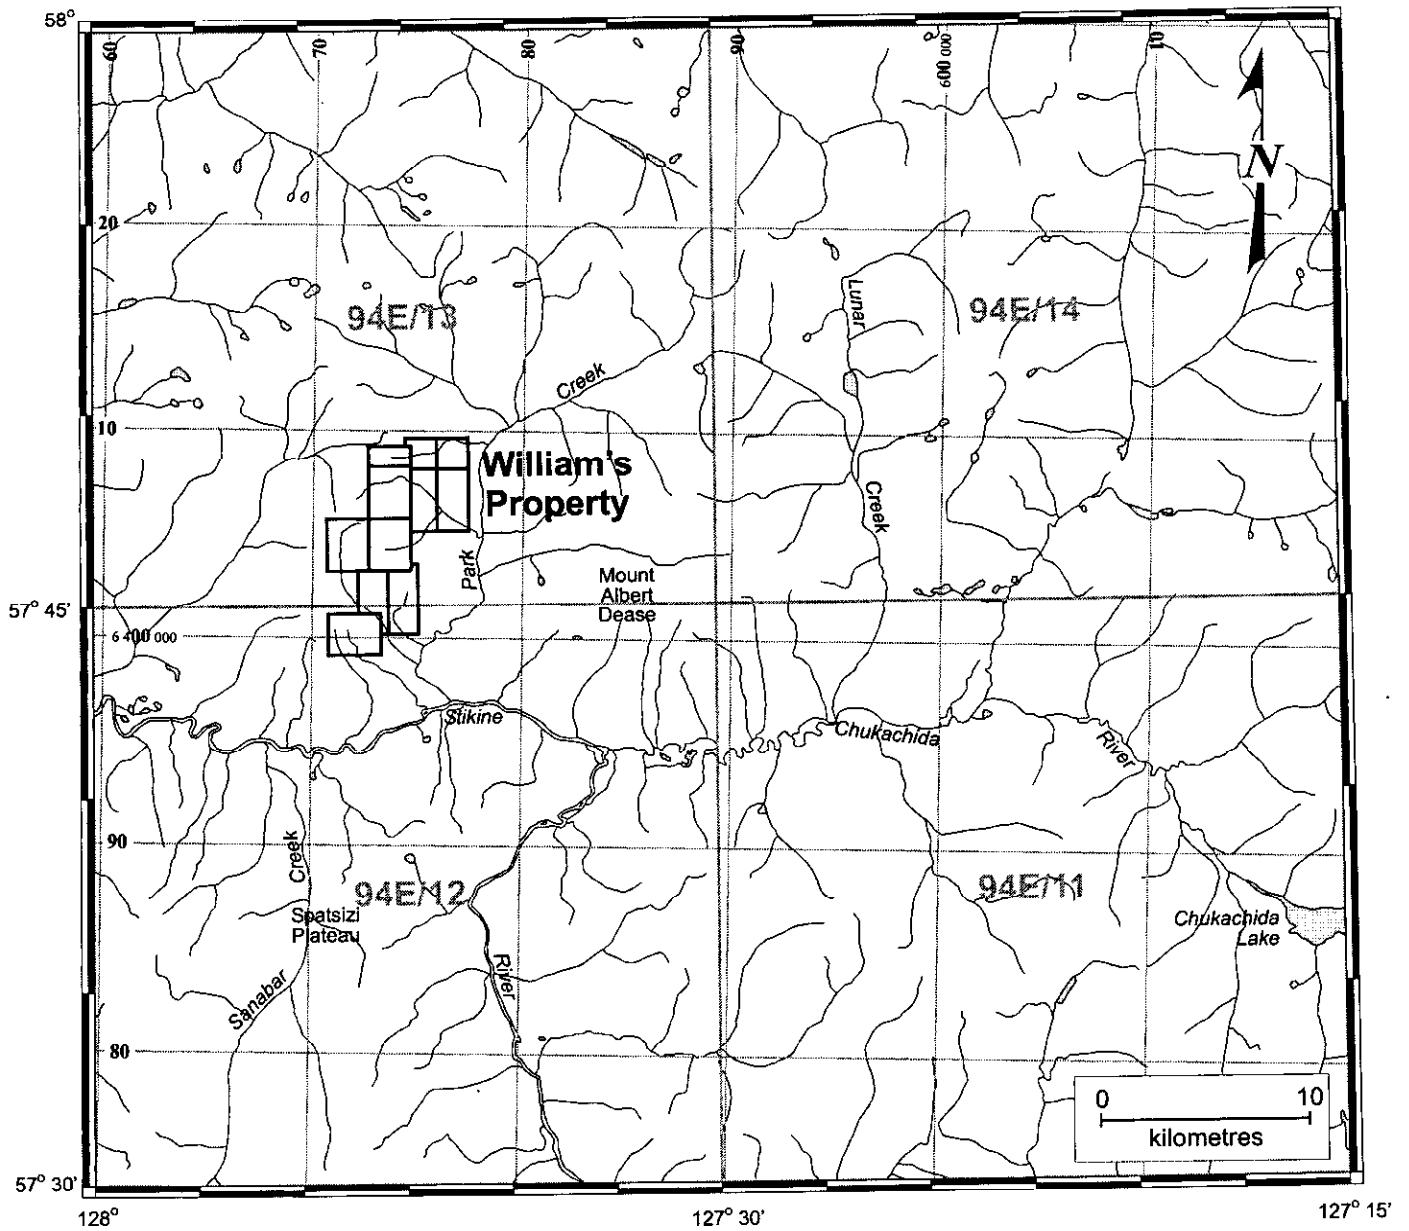 58°
60
70
80
90
600 000
10
N
20
94E/13
Lunar
94E/14
Creek
10
William's
Property
Creek
Park
Mount
Albert
Dease
57° 45'
6 400 000
Stikine
Chukachida
River
90
Creek
94E/12
94E/11
Spatsizi
Plateau
Chukachida
Lake
River
Sanabar
80
0 10
kilometres
57° 30'
128°
127° 30'
127° 15'